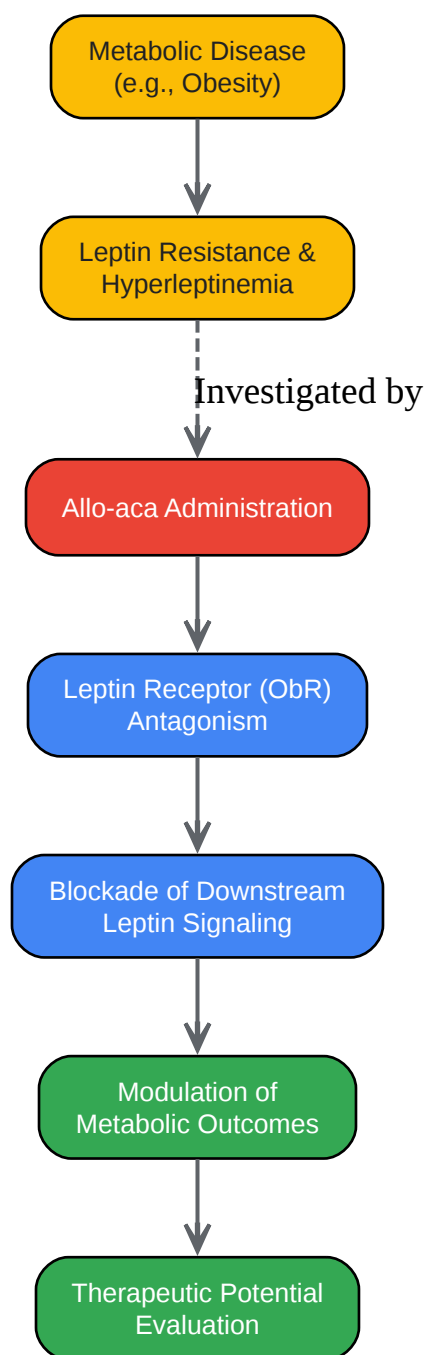 Metabolic Disease
(e.g., Obesity)
Leptin Resistance &
Hyperleptinemia
Investigated by
Allo-aca Administration
Leptin Receptor (ObR)
Antagonism
Blockade of Downstream
Leptin Signaling
Modulation of
Metabolic Outcomes
Therapeutic Potential
Evaluation